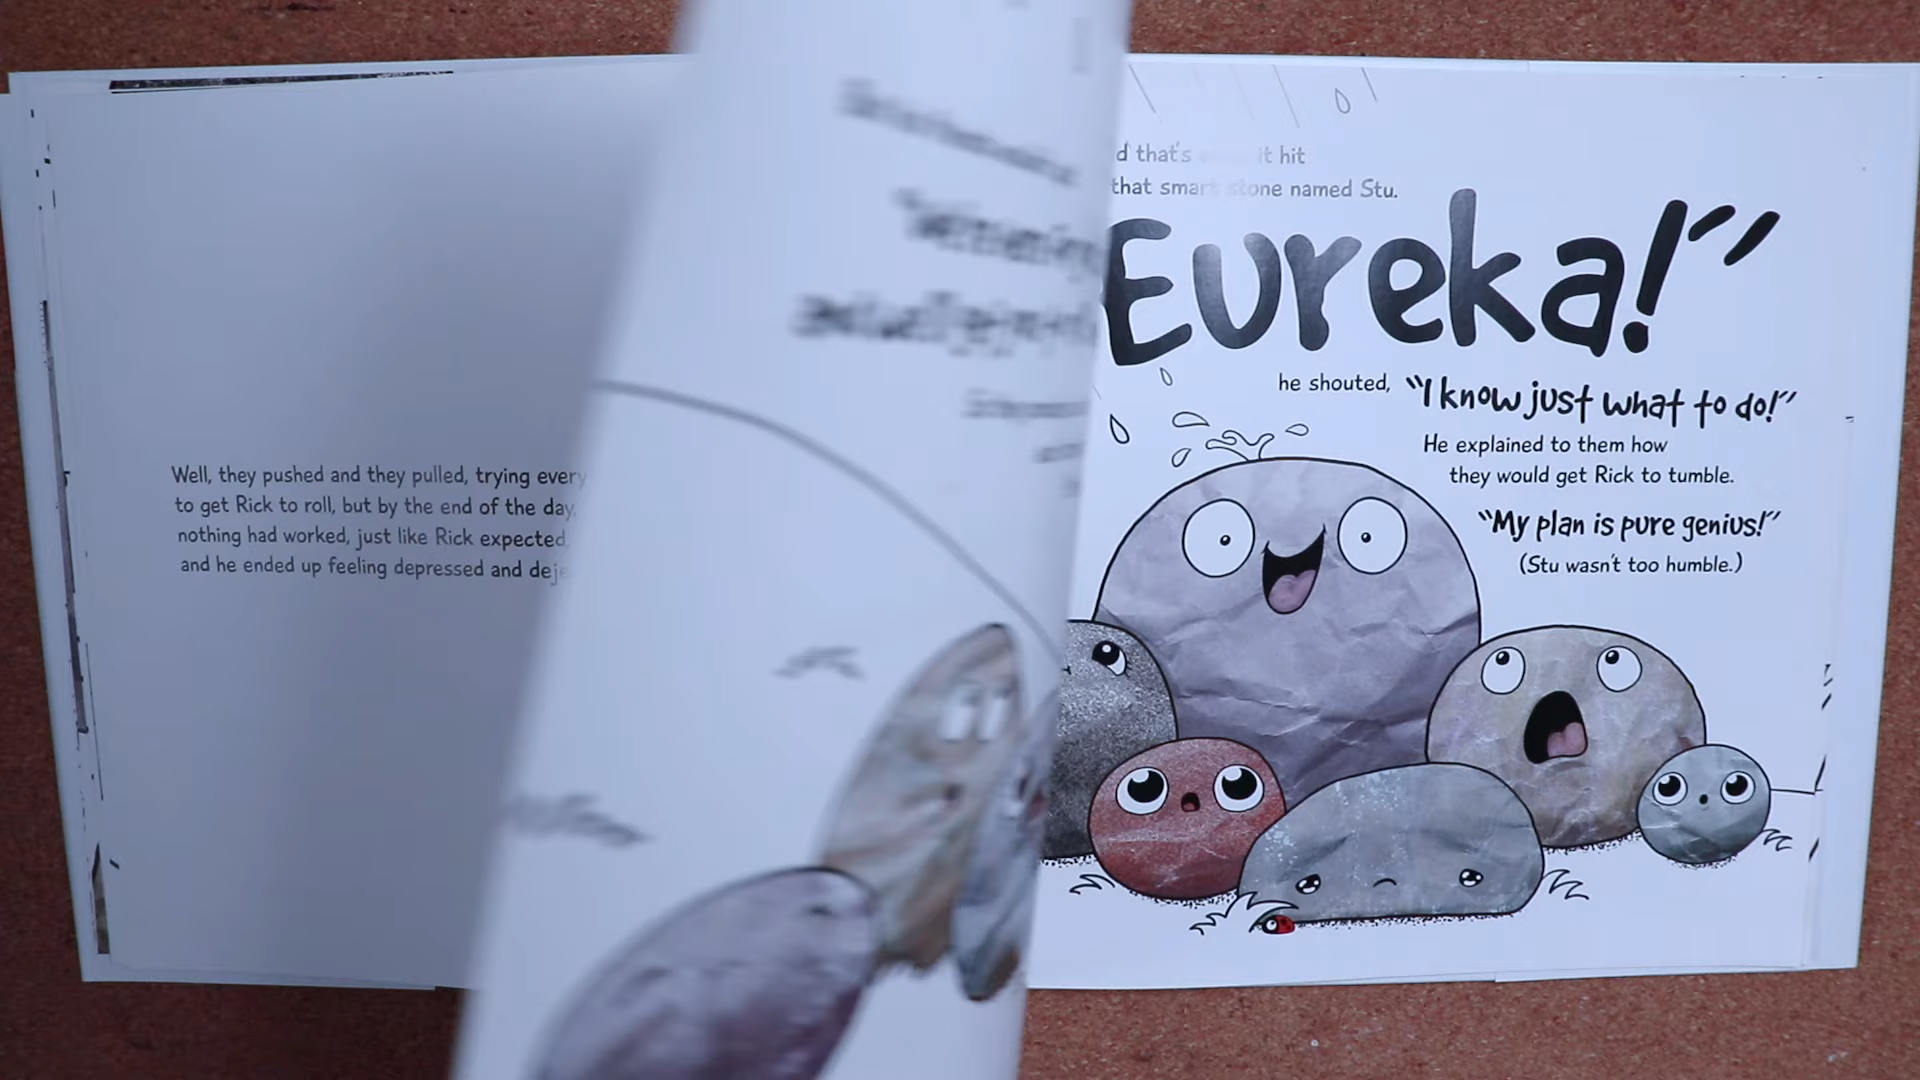 Well, they pushed and they pulled, trying every
to get Rick to roll, but by the end of the day,
nothing had worked, just like Rick expected,
and he ended up feeling depressed and
that's it hit
that smart stone named Stu.
Eureka!”
he shouted, “I know just what to do!”
He explained to them how
they would get Rick to tumble.
“My plan is pure genius!”
(Stu wasn't too humble.)